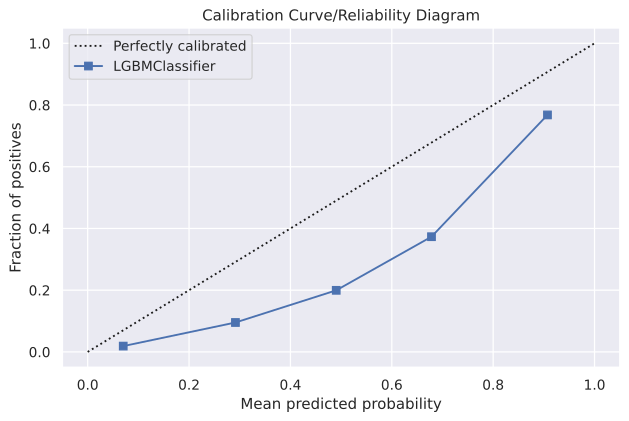 Calibration Curve/Reliability Diagram
1.0
0.8
0.6
0.4
0.2
0.0
Fraction of positives
Perfectly calibrated
LGBMClassifier
0.0 0.2 0.4 0.6 0.8 1.0
Mean predicted probability